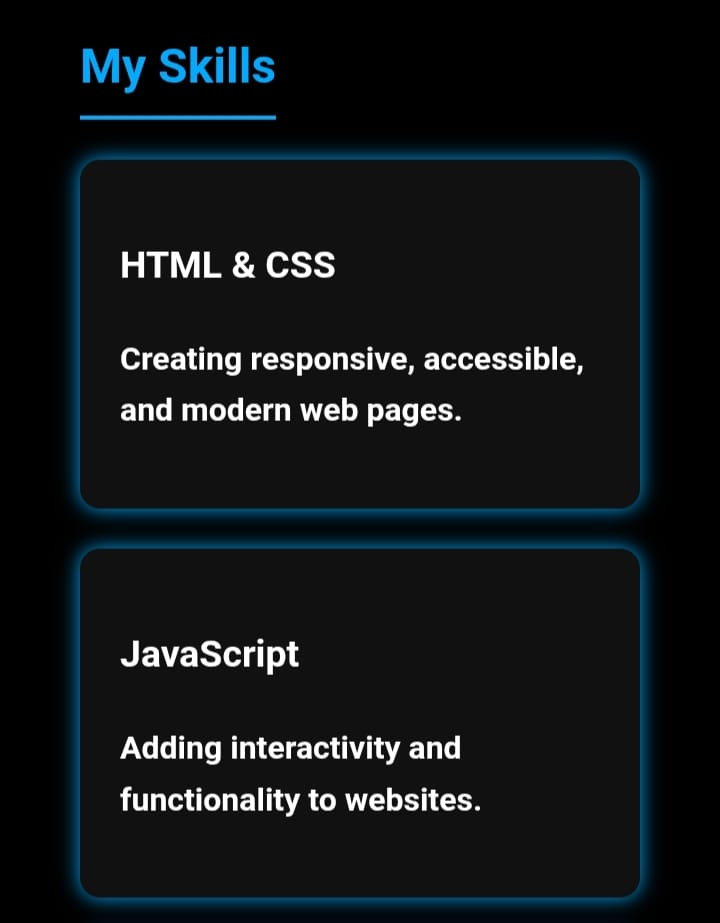 My Skills
HTML & CSS
Creating responsive, accessible,
and modern web pages.
JavaScript
Adding interactivity and
functionality to websites.